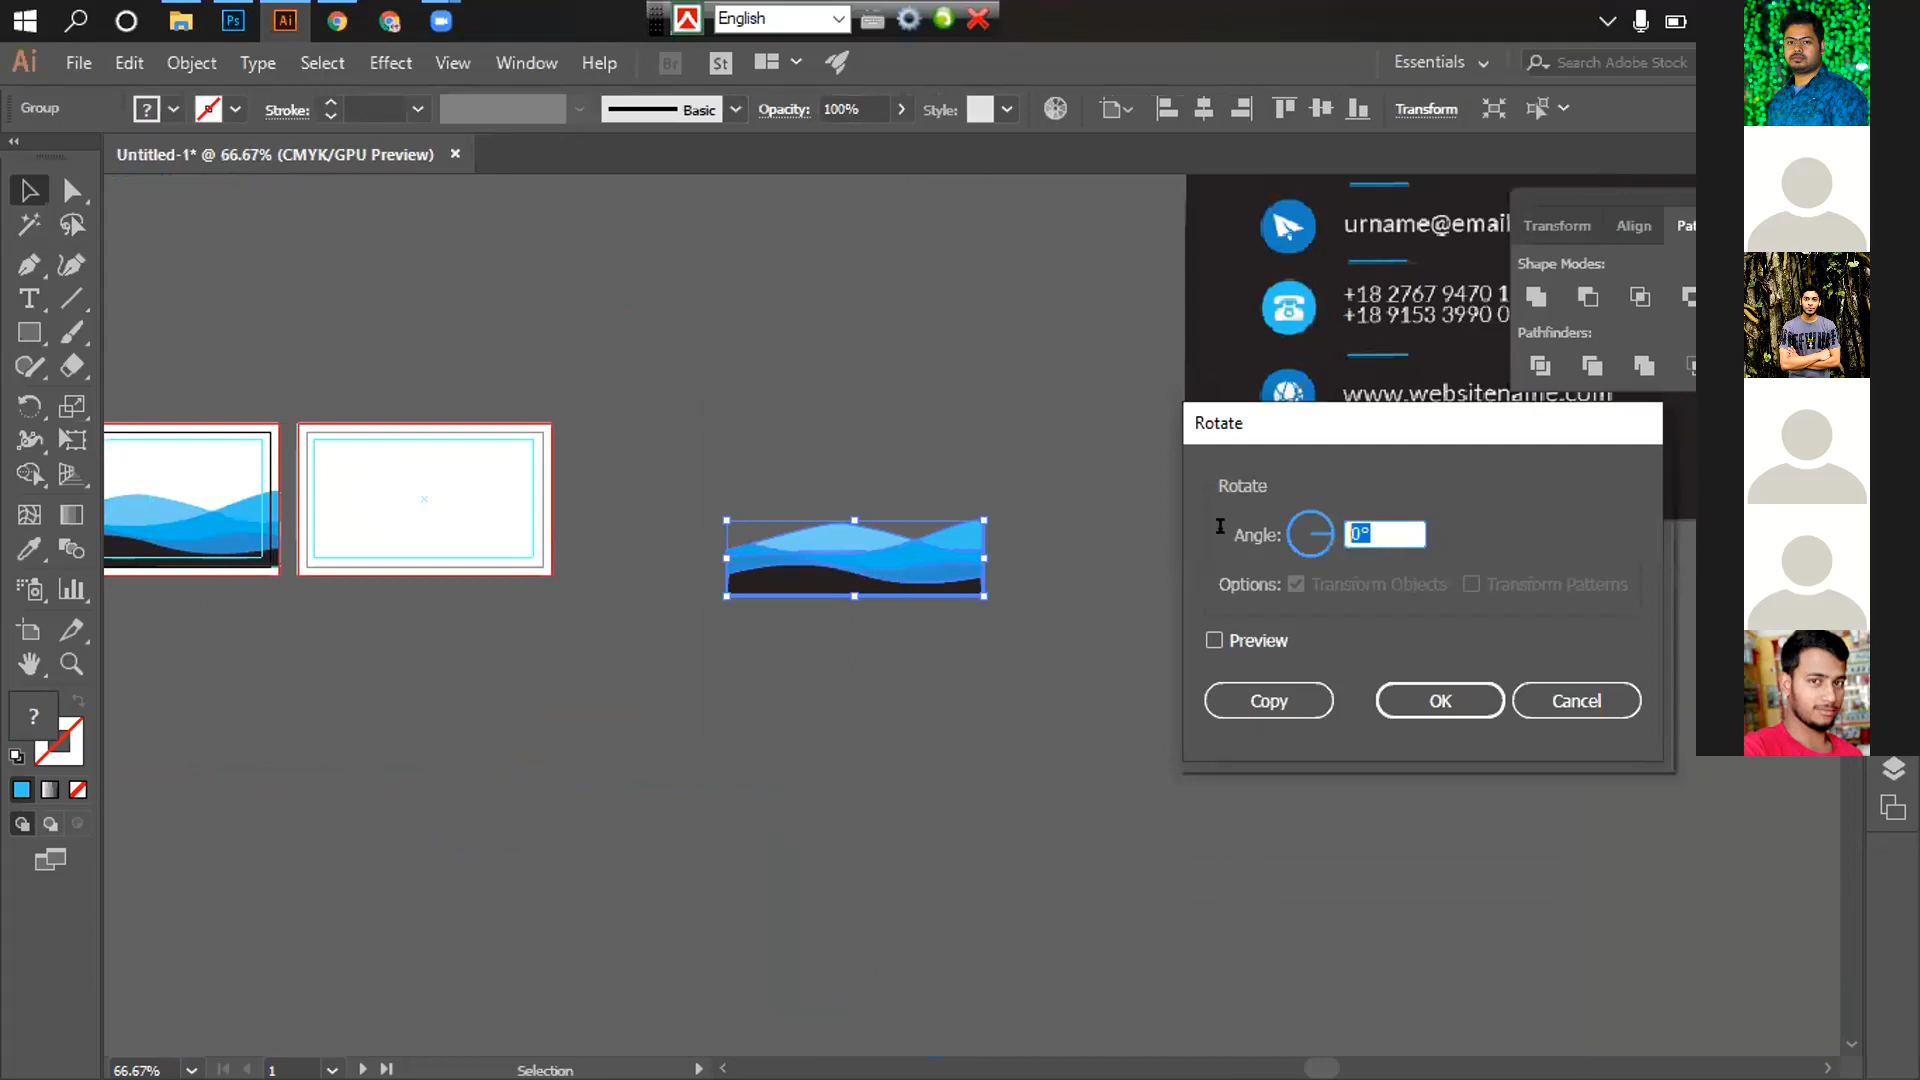 Ps
Ai
English
Ai
File
Edit
Object
Type
Select
Effect
View
Window
Help
Br
St
Essentials
Search Adobe Stock
Group
?
Stroke:
Basic
Opacity:
100%
Style:
Transform
Untitled-1* @ 66.67% (CMYK/GPU Preview)
urname@email
+18 2767 9470 1
+18 9153 3990 0
www.websitename.com
Transform
Align
Pat
Shape Modes:
Pathfinders:
Rotate
Rotate
Angle:
0°
Options:
Transform Objects
Transform Patterns
Preview
Copy
OK
Cancel
?
66.67%
1
Selection